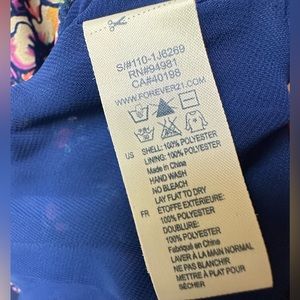 S/#110-1J6269
RN#94981
CA#40198
WWW.FOREVER21.COM
US SHELL: 100% POLYESTER
LINING: 100% POLYESTER
Made in China
HAND WASH
NO BLEACH
LAY FLAT TO DRY
FR ETOFFE EXTÉRIEURE:
100% POLYESTER
DOUBLURE:
100% POLYESTER
Fabriqué en Chine
LAVER A LA MAIN NORMAL
NE PAS BLANCHIR
METTRE À PLAT POUR
SÉCHER